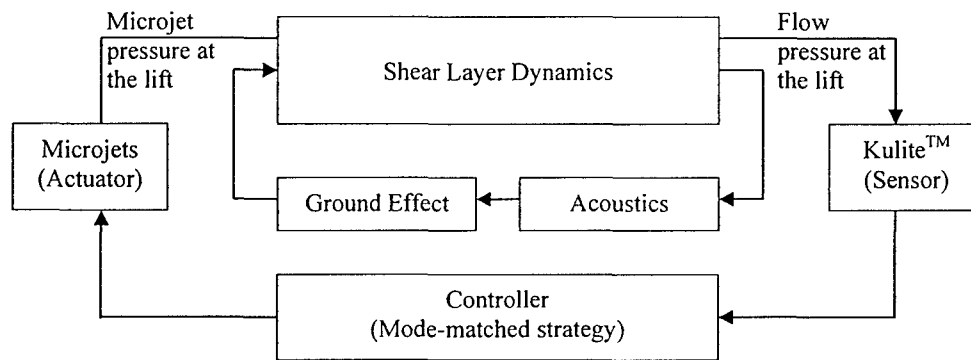 Microjet
pressure at
the lift
Shear Layer Dynamics
Flow
pressure at
the lift
Microjets
(Actuator)
Ground Effect
Acoustics
Kulite™
(Sensor)
Controller
(Mode-matched strategy)